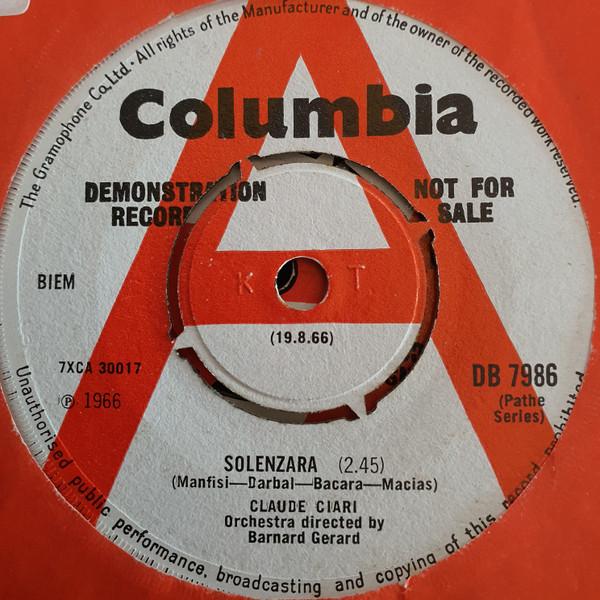 The Gramophone Co. Ltd. · All rights of the Manufacturer and of the owner of the recorded work reserved.
Columbia
DEMONSTRATION
RECORD
NOT FOR
SALE
BIEM
K T.
(19.8.66)
7XCA 30017
℗ 1966
DB 7986
(Pathe
Series)
SOLENZARA (2.45)
(Manfisi—Darbal—Bacara—Macias)
CLAUDE CIARI
Orchestra directed by
Barnard Gerard
Unauthorised public performance, broadcasting and copying of this record prohibited.